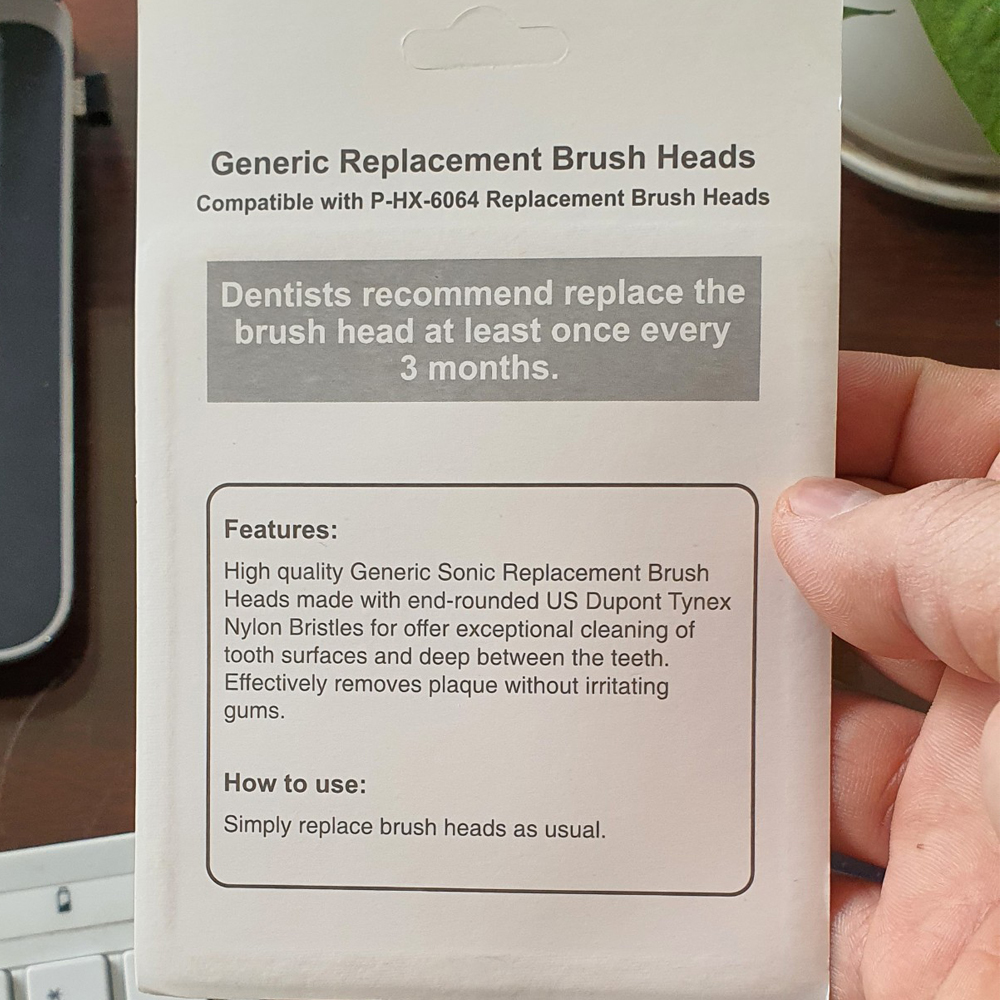 Generic Replacement Brush Heads
Compatible with P-HX-6064 Replacement Brush Heads
Dentists recommend replace the
brush head at least once every
3 months.
Features:
High quality Generic Sonic Replacement Brush
Heads made with end-rounded US Dupont Tynex
Nylon Bristles for offer exceptional cleaning of
tooth surfaces and deep between the teeth.
Effectively removes plaque without irritating
gums.
How to use:
Simply replace brush heads as usual.
*